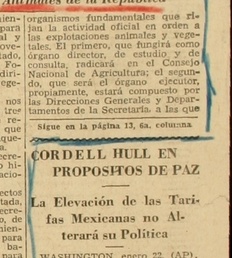 Animales de la República
organismos fundamentales que ri-
jan la actividad oficial en orden a
las explotaciones animales y vege-
tales. El primero, que fungirá como
órgano director, de estudio y de
consulta, radicará en el Consejo
Nacional de Agricultura; el segun-
do, que será el órgano ejecutor,
propiamente, estará compuesto por
las Direcciones Generales y Depar-
tamentos de la Secretaría, a las que
Sigue en la página 13, 6a. columna
CORDELL HULL EN
PROPOSITOS DE PAZ
La Elevación de las Tari-
fas Mexicanas no Al-
terará su Política
WASHINGTON, enero 22 (AP).